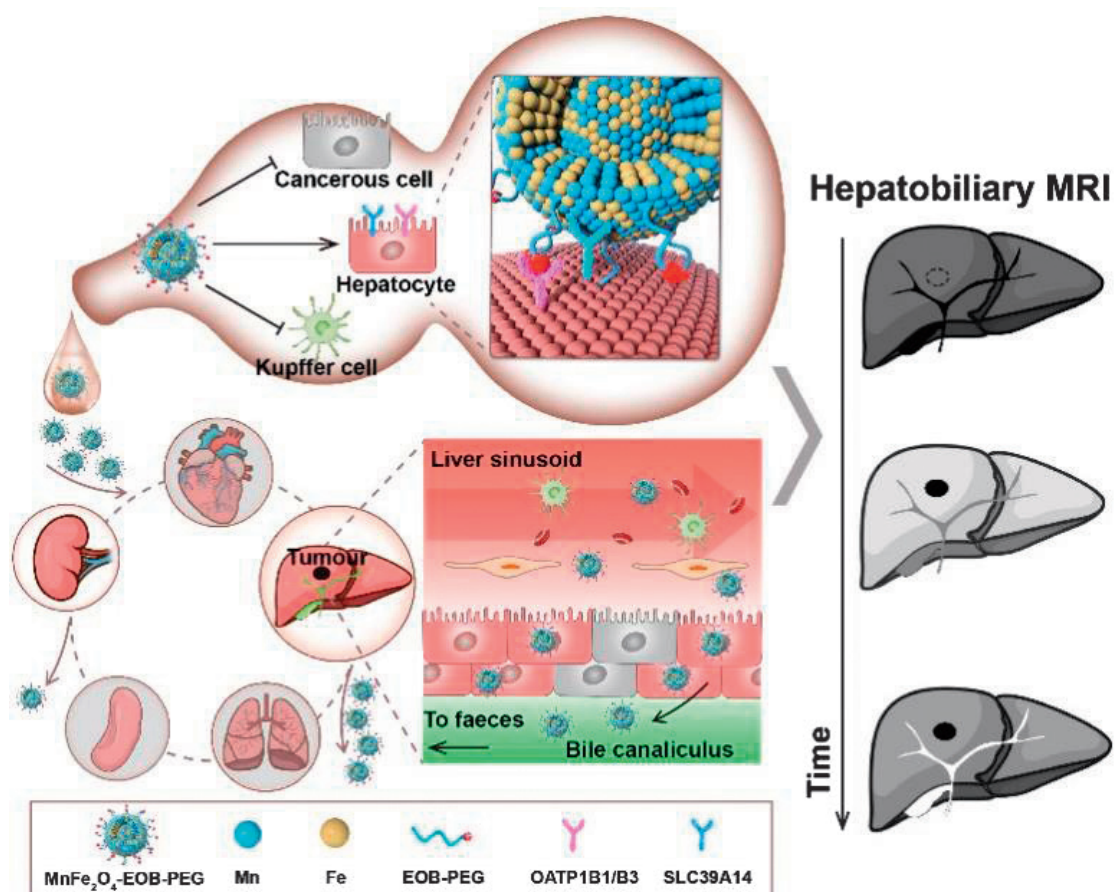 Cancerous cell
Hepatocyte
Kupffer cell
Hepatobiliary MRI
Liver sinusoid
Tumour
To faeces
Bile canaliculus
Time
MnFe₂O₄-EOB-PEG
Mn
Fe
EOB-PEG
OATP1B1/B3
SLC39A14